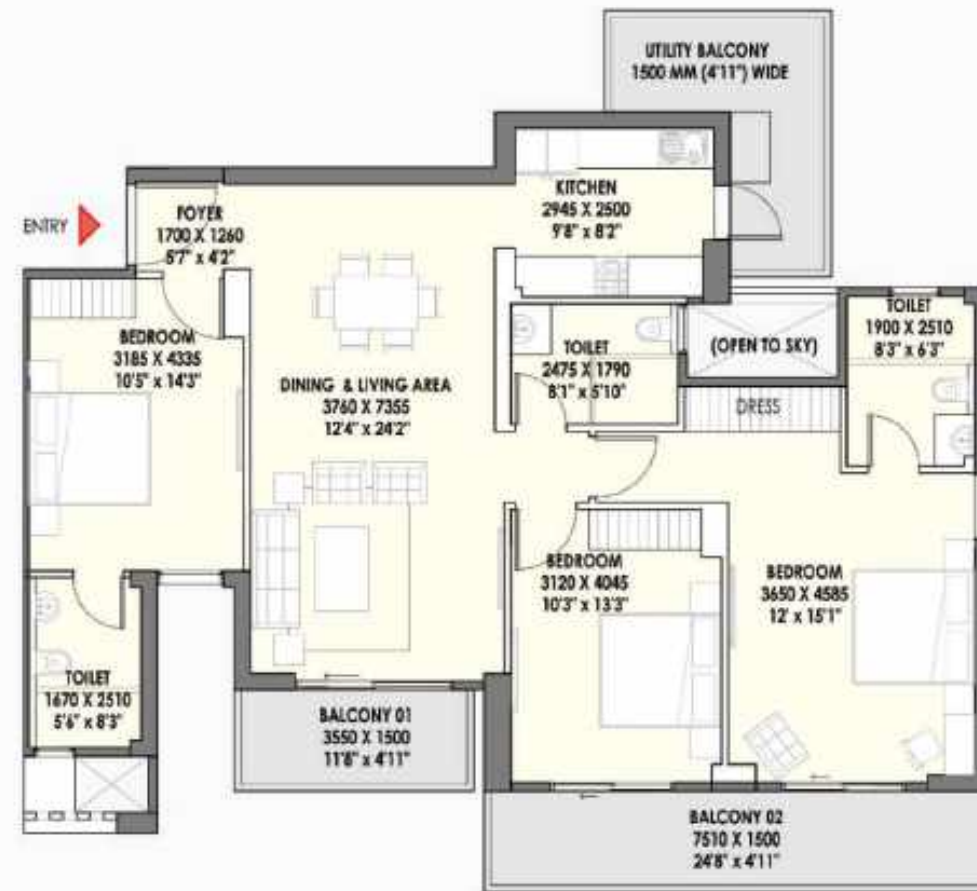 UTILITY BALCONY
1500 MM (4'11") WIDE
KITCHEN
2945 X 2500
9'8" x 8'2"
ENTRY
FOYER
1700 X 1260
5'7" x 4'2"
TOILET
1900 X 2510
8'3" x 6'3"
BEDROOM
3185 X 4335
10'5" x 14'3"
TOILET
2475 X 1790
8'1" x 5'10"
(OPEN TO SKY)
DINING & LIVING AREA
3760 X 7355
12'4" x 24'2"
DRESS
BEDROOM
3120 X 4045
10'3" x 13'3"
BEDROOM
3650 X 4585
12' x 15'1"
TOILET
1670 X 2510
5'6" x 8'3"
BALCONY 01
3550 X 1500
11'8" x 4'11"
BALCONY 02
7510 X 1500
24'8" x 4'11"